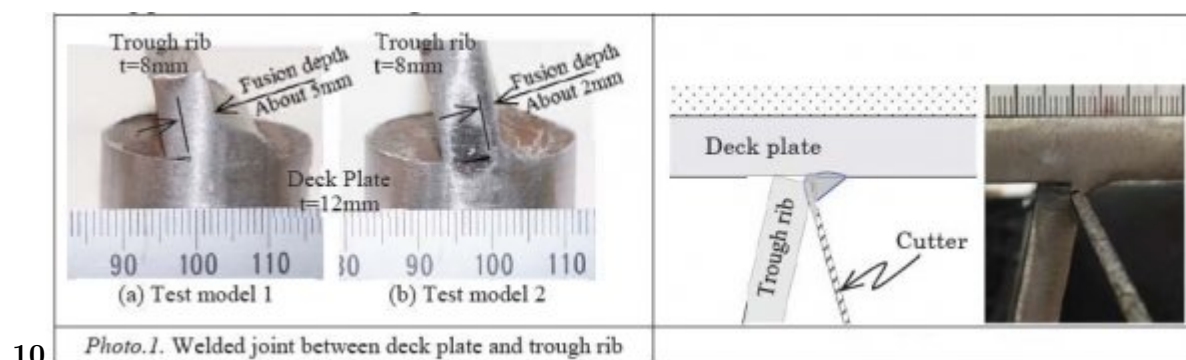 Trough rib
t=8mm
Fusion depth
About 5mm
Deck Plate
t=12mm
90 100 110
(a) Test model 1
Trough rib
t=8mm
Fusion depth
About 2mm
80 90 100 110
(b) Test model 2
Deck plate
Trough rib
Cutter
10
Photo.1. Welded joint between deck plate and trough rib